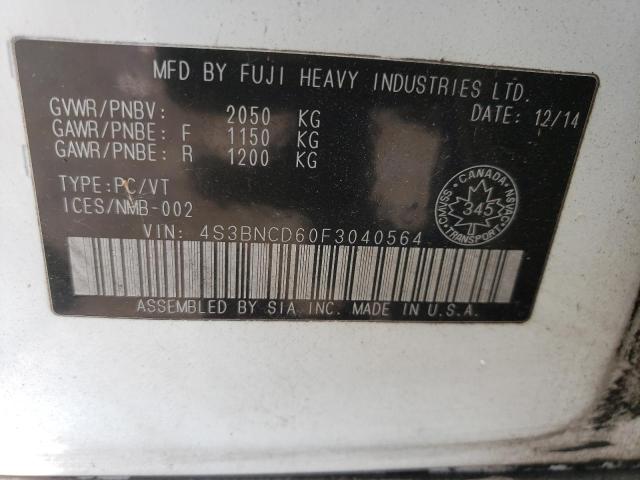 MFD BY FUJI HEAVY INDUSTRIES LTD.
GVWR/PNBV: 2050 KG DATE: 12/14
GAWR/PNBE: F 1150 KG
GAWR/PNBE: R 1200 KG
TYPE: PC/VT
ICES/NMB-002
CANADA
CMVSS 345 NSVAC
TRANSPORT
VIN: 4S3BNCD60F3040564
ASSEMBLED BY SIA INC. MADE IN U.S.A.